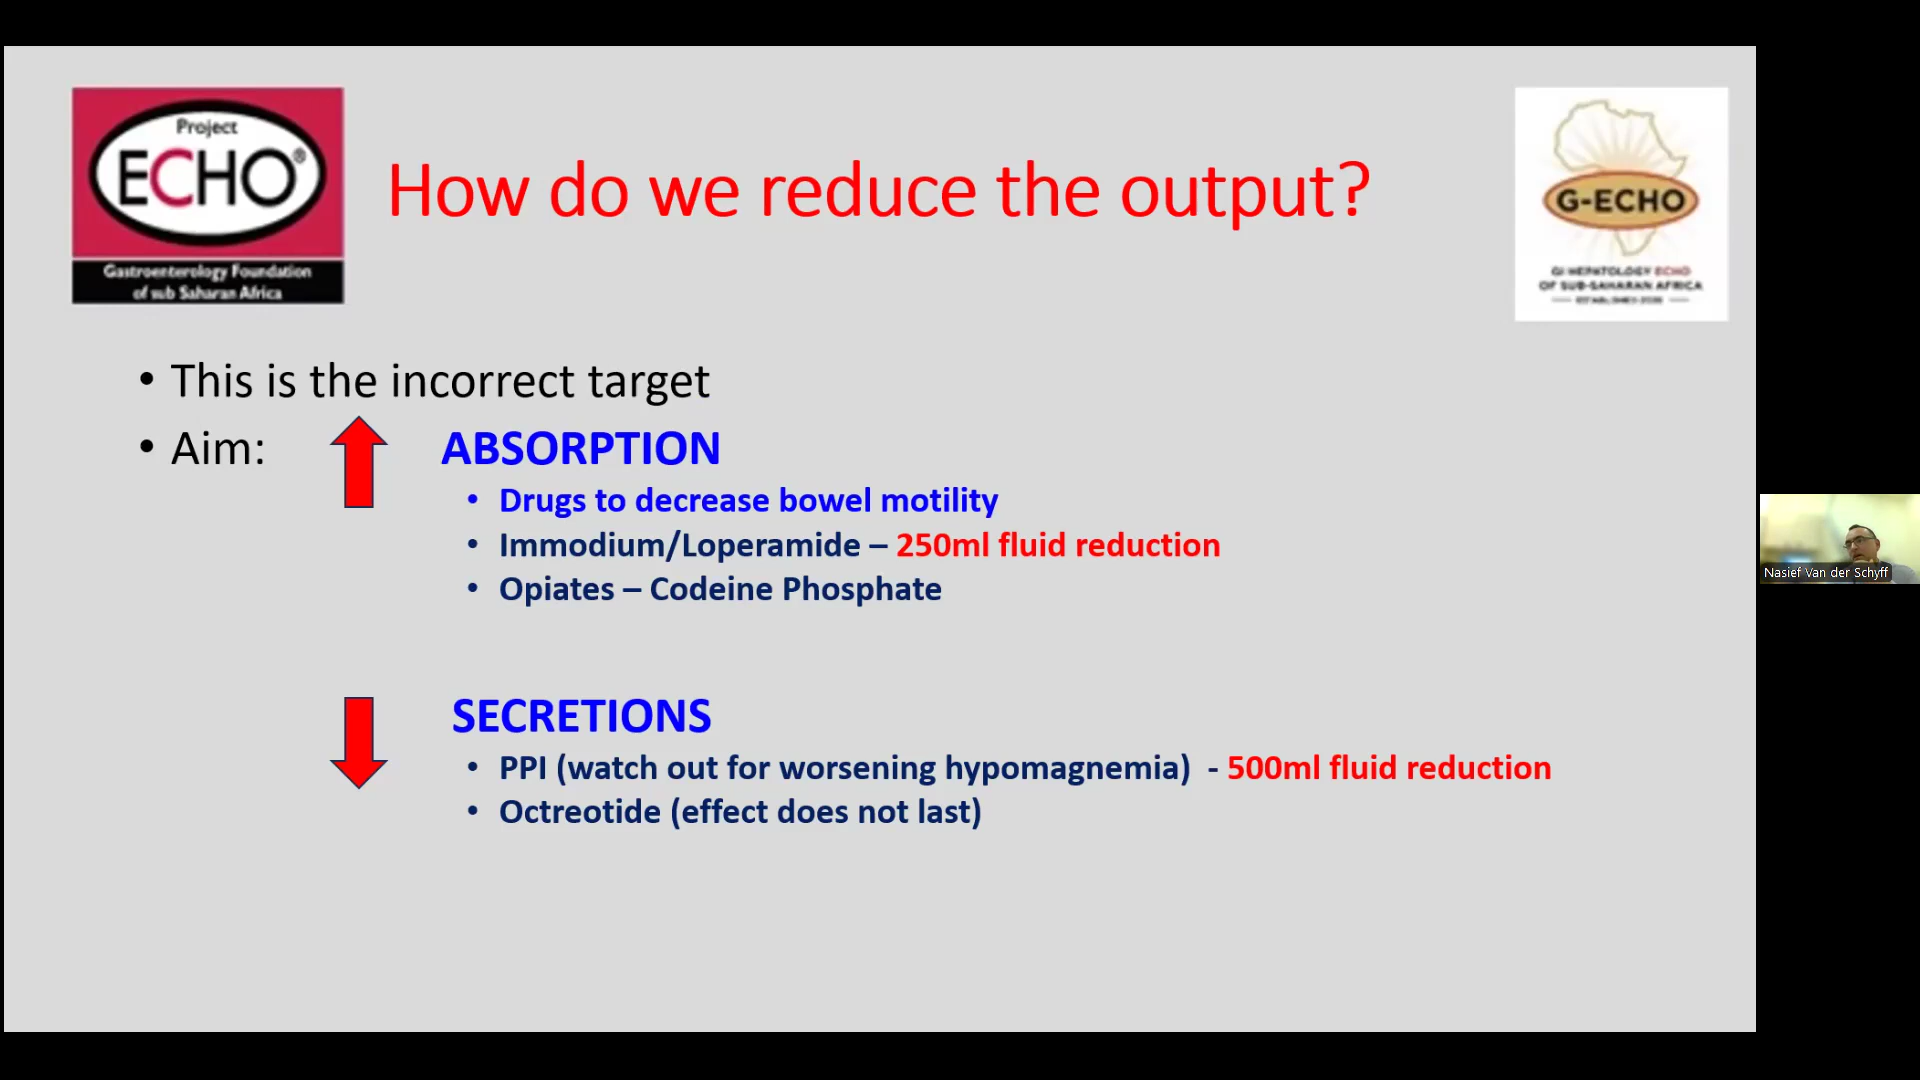 Project
ECHO®
Gastroenterology Foundation
of sub Saharan Africa
How do we reduce the output?
G-ECHO
GI HEPATOLOGY ECHO
OF SUB-SAHARAN AFRICA
• This is the incorrect target
• Aim:
ABSORPTION
• Drugs to decrease bowel motility
• Immodium/Loperamide – 250ml fluid reduction
• Opiates – Codeine Phosphate
SECRETIONS
• PPI (watch out for worsening hypomagnemia) - 500ml fluid reduction
• Octreotide (effect does not last)
Nasief Van der Schyff